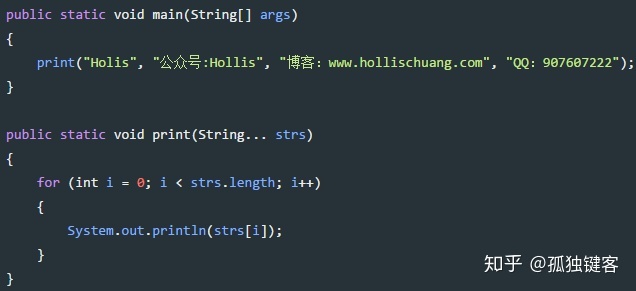 public static void main(String[] args)
{
    print("Holis", "公众号:Hollis", "博客：www.hollischuang.com", "QQ：907607222");
}

public static void print(String... strs)
{
    for (int i = 0; i < strs.length; i++)
    {
        System.out.println(strs[i]);
    }
}
知乎 @孤独键客